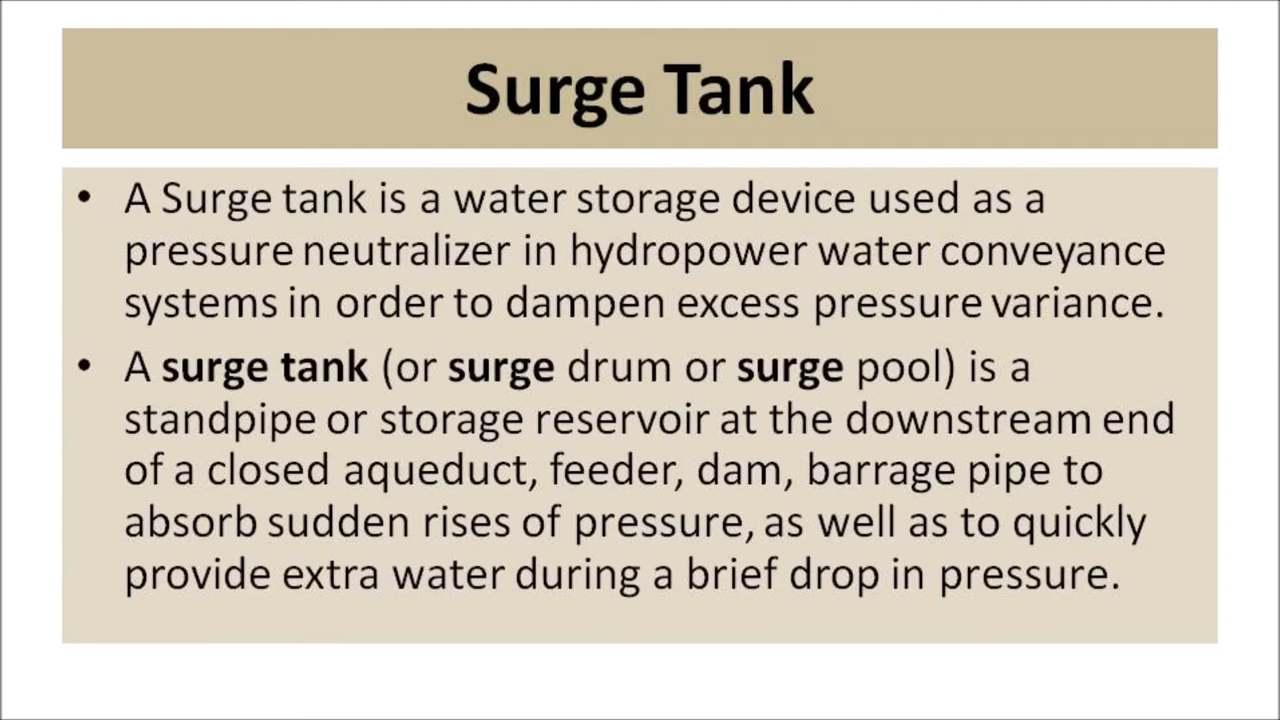 Surge Tank
• A Surge tank is a water storage device used as a
pressure neutralizer in hydropower water conveyance
systems in order to dampen excess pressure variance.
• A surge tank (or surge drum or surge pool) is a
standpipe or storage reservoir at the downstream end
of a closed aqueduct, feeder, dam, barrage pipe to
absorb sudden rises of pressure, as well as to quickly
provide extra water during a brief drop in pressure.